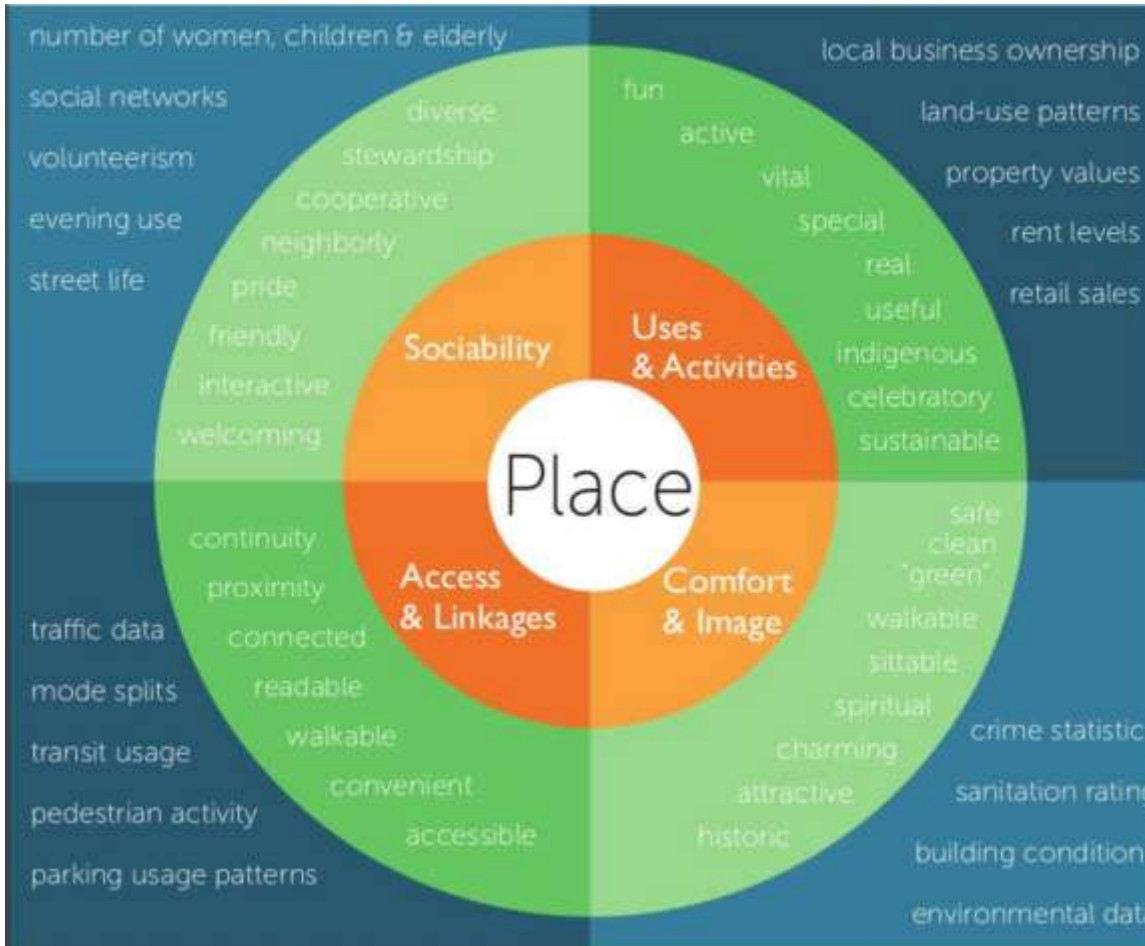 number of women, children & elderly
social networks
volunteerism
evening use
street life
diverse
stewardship
cooperative
neighborly
pride
friendly
interactive
welcoming
Sociability
fun
active
vital
special
real
useful
indigenous
celebratory
sustainable
Uses
& Activities
local business ownership
land-use patterns
property values
rent levels
retail sales
Place
continuity
proximity
connected
readable
walkable
convenient
accessible
Access
& Linkages
traffic data
mode splits
transit usage
pedestrian activity
parking usage patterns
Comfort
& Image
safe
clean
"green"
walkable
sittable
spiritual
charming
attractive
historic
crime statistic
sanitation rating
building condition
environmental data